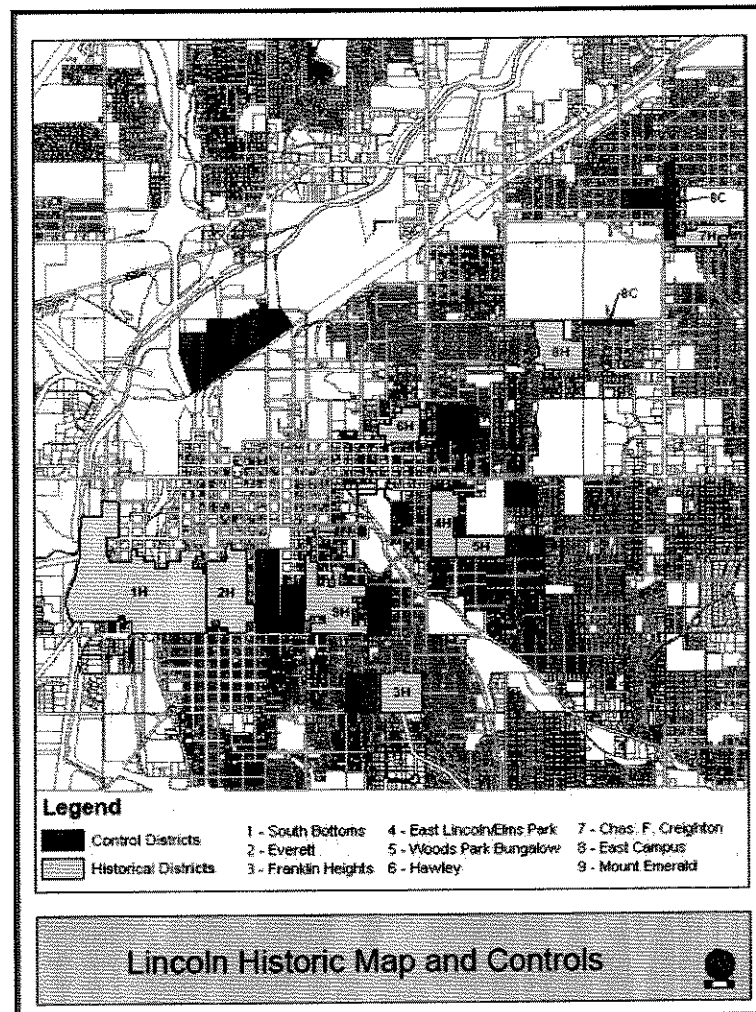 8C
7H
8C
8H
6H
4H
5H
1H
2H
9H
3H
Legend
Control Districts
Historical Districts
1 - South Bottoms
2 - Everett
3 - Franklin Heights
4 - East Lincoln/Elms Park
5 - Woods Park Bungalow
6 - Hawley
7 - Chas. F. Creighton
8 - East Campus
9 - Mount Emerald
Lincoln Historic Map and Controls